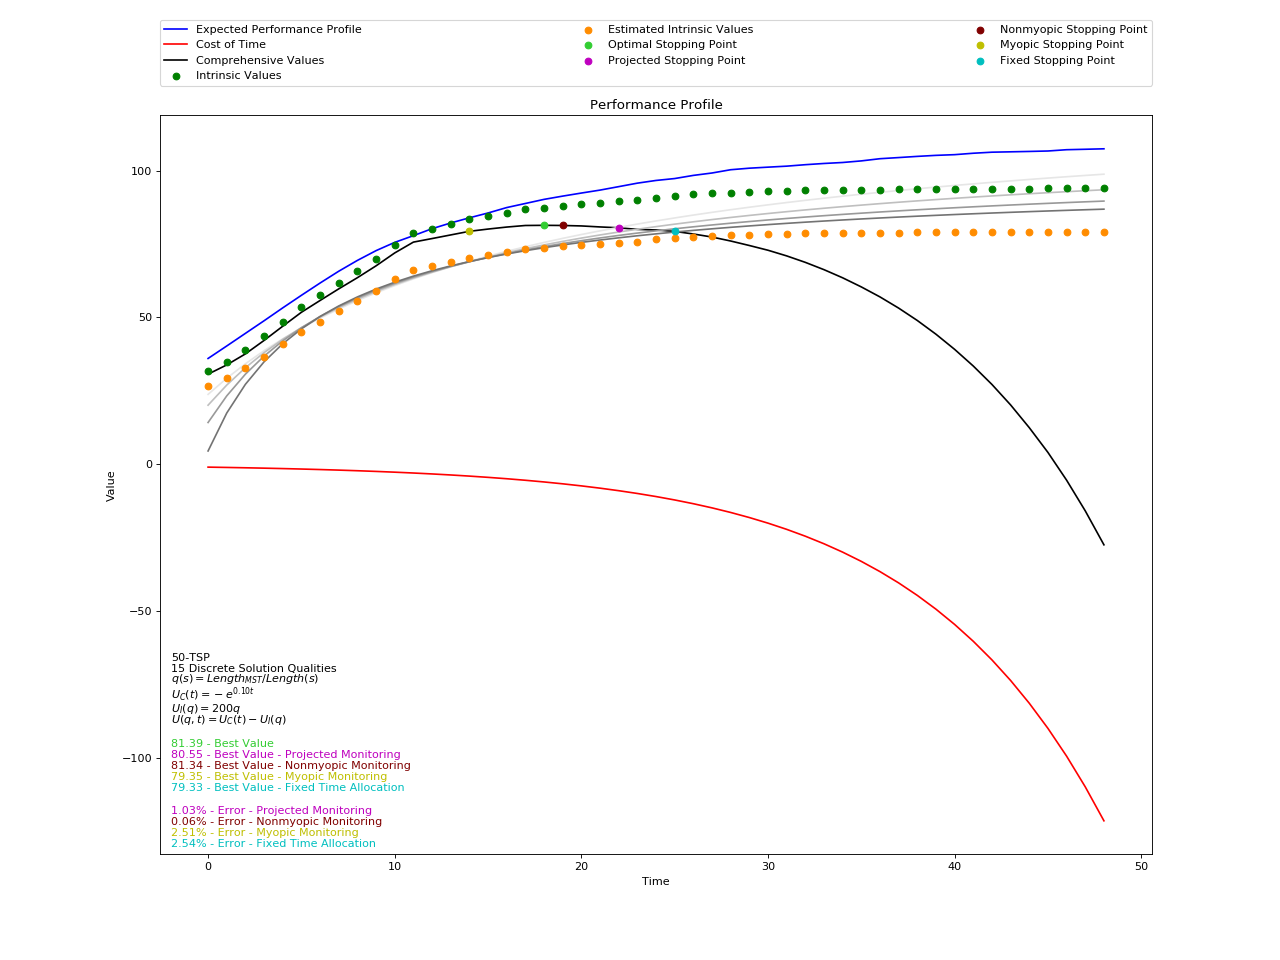 Expected Performance Profile
Cost of Time
Comprehensive Values
Intrinsic Values
Estimated Intrinsic Values
Optimal Stopping Point
Projected Stopping Point
Nonmyopic Stopping Point
Myopic Stopping Point
Fixed Stopping Point
Performance Profile
Value
100
50
0
−50
−100
50-TSP
15 Discrete Solution Qualities
q(s) = Length_{MST}/Length(s)
U_C(t) = −e^{0.10t}
U_I(q) = 200q
U(q, t) = U_C(t) − U_I(q)
81.39 - Best Value
80.55 - Best Value - Projected Monitoring
81.34 - Best Value - Nonmyopic Monitoring
79.35 - Best Value - Myopic Monitoring
79.33 - Best Value - Fixed Time Allocation
1.03% - Error - Projected Monitoring
0.06% - Error - Nonmyopic Monitoring
2.51% - Error - Myopic Monitoring
2.54% - Error - Fixed Time Allocation
0 10 20 30 40 50
Time